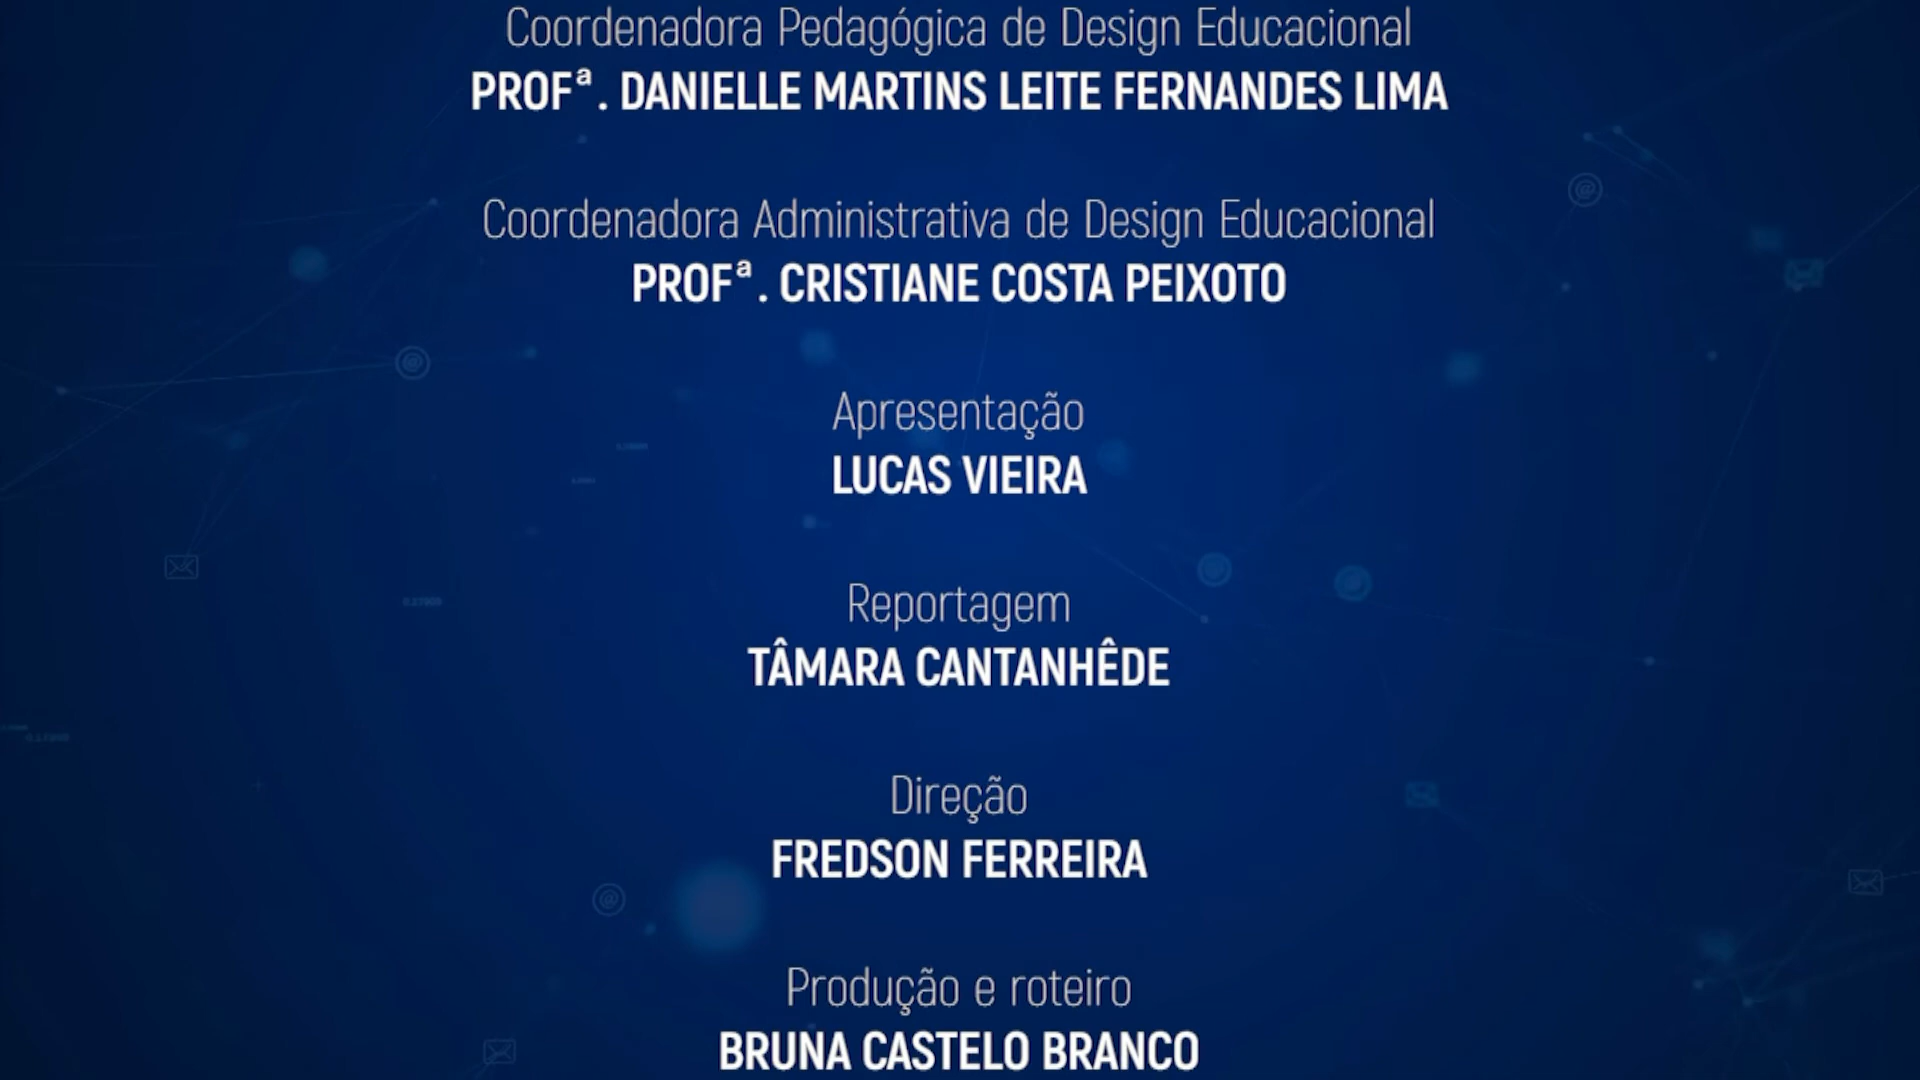 Coordenadora Pedagógica de Design Educacional
PROFª. DANIELLE MARTINS LEITE FERNANDES LIMA
Coordenadora Administrativa de Design Educacional
PROFª. CRISTIANE COSTA PEIXOTO
Apresentação
LUCAS VIEIRA
Reportagem
TÂMARA CANTANHÊDE
Direção
FREDSON FERREIRA
Produção e roteiro
BRUNA CASTELO BRANCO